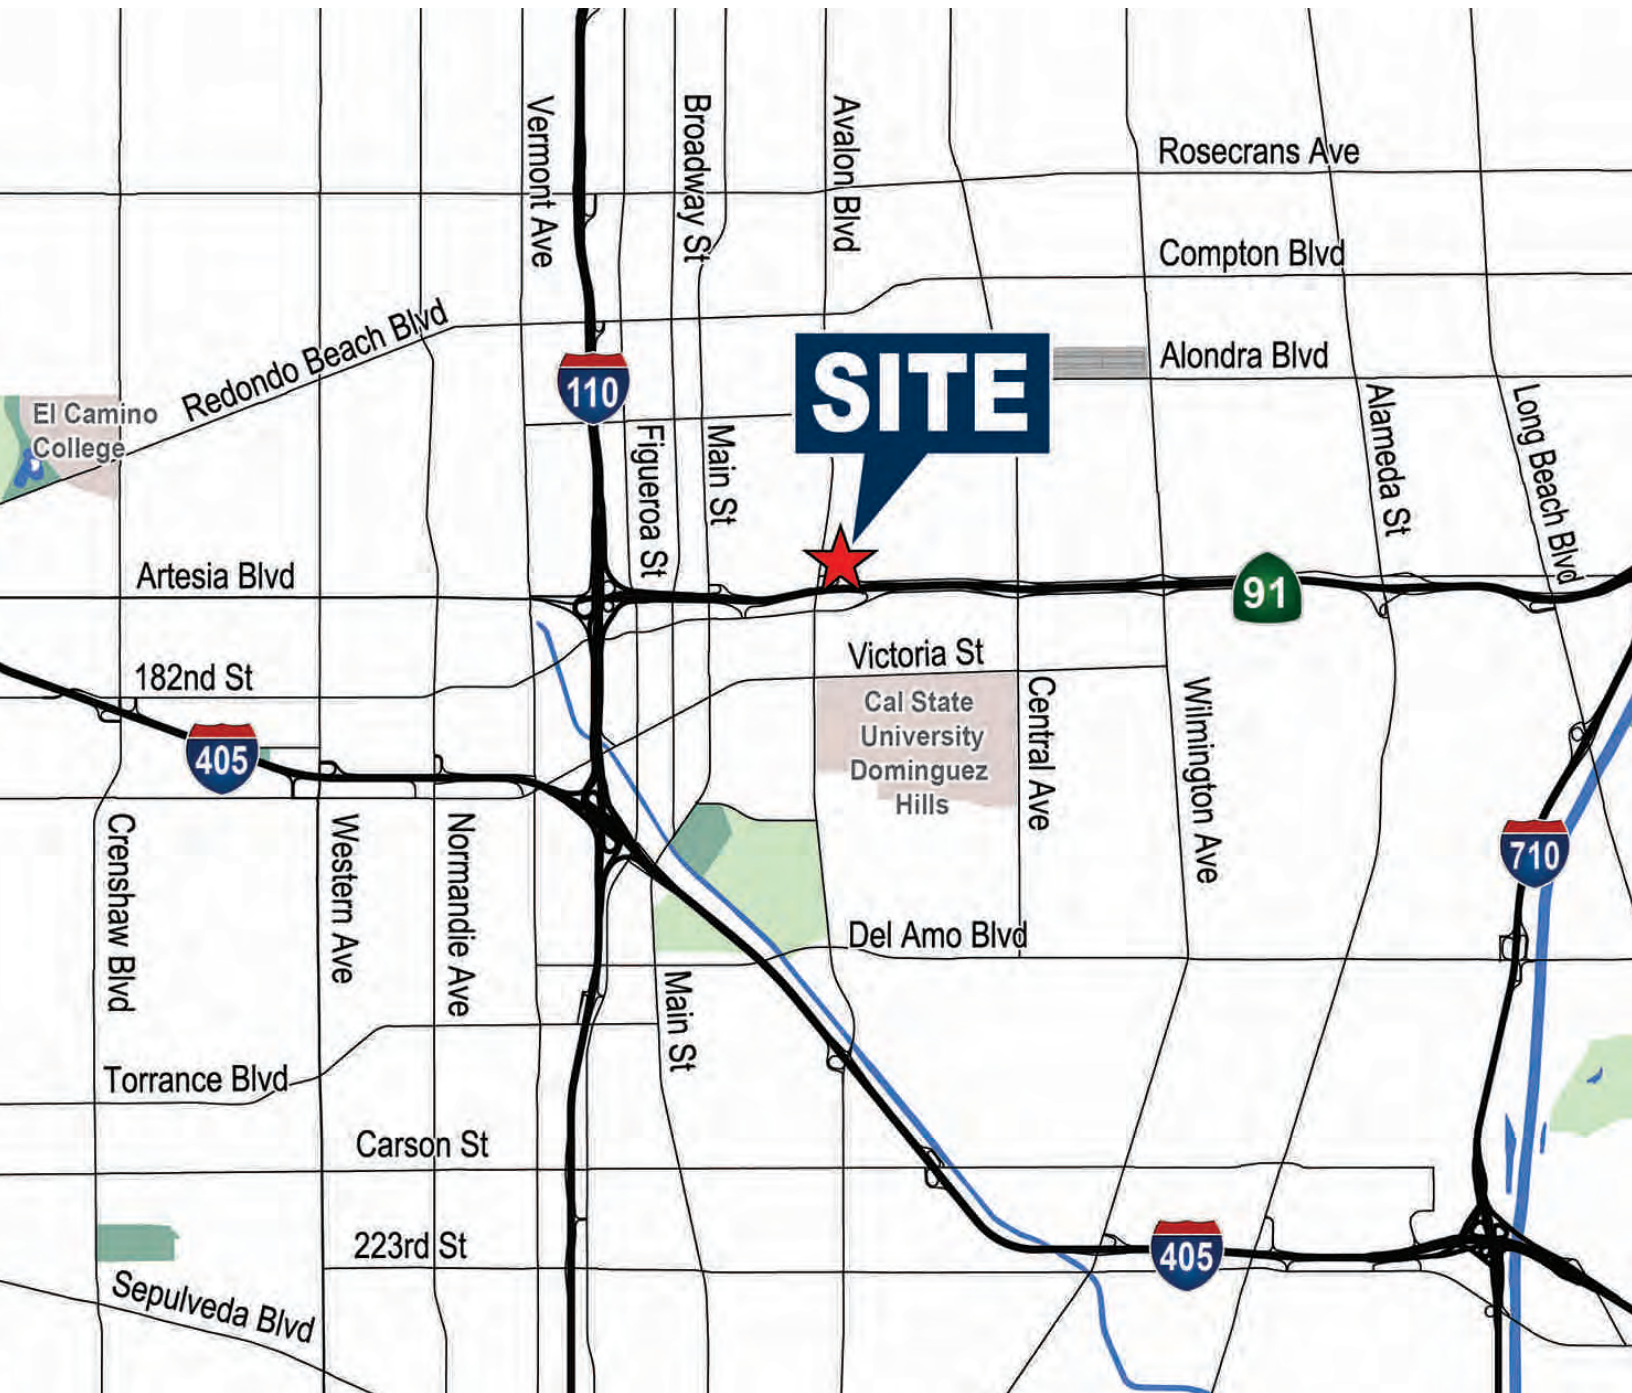 Vermont Ave
Broadway St
Avalon Blvd
Rosecrans Ave
Compton Blvd
Redondo Beach Blvd
110
SITE
Alondra Blvd
El Camino
College
Figueroa St
Main St
Alameda St
Long Beach Blvd
Artesia Blvd
91
182nd St
Victoria St
405
Cal State
University
Dominguez
Hills
Central Ave
Wilmington Ave
Crenshaw Blvd
Western Ave
Normandie Ave
710
Del Amo Blvd
Main St
Torrance Blvd
Carson St
223rd St
405
Sepulveda Blvd